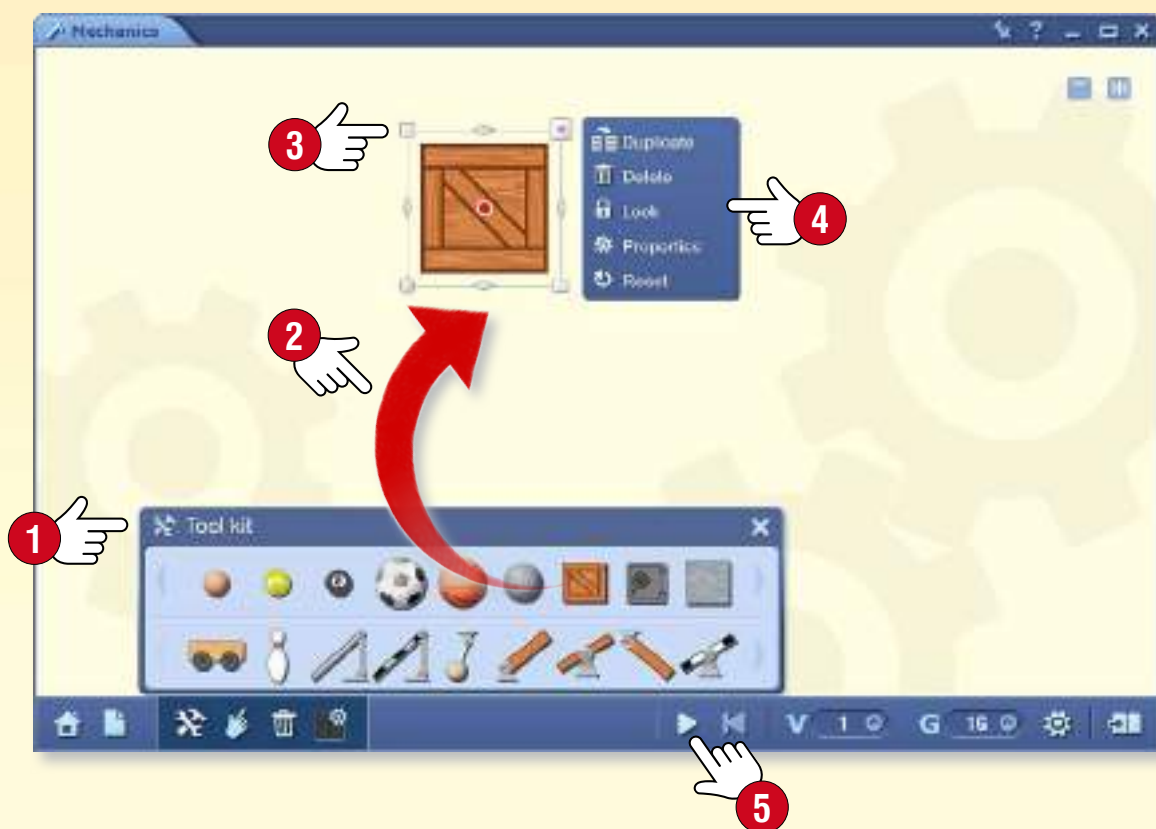 Mechanics
?
3
Duplicate
Delete
Lock
4
Properties
Reset
2
1
Tool kit
V 1 G 16
5